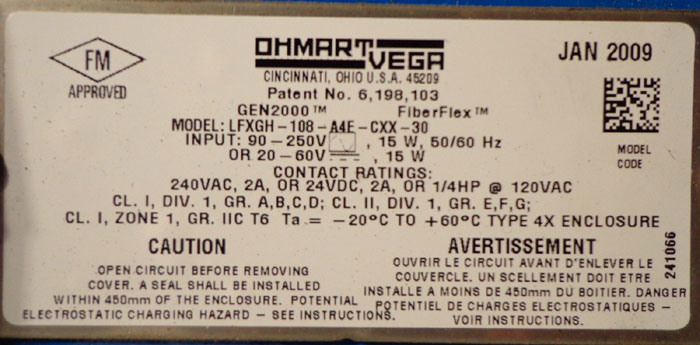 FM
APPROVED
OHMART VEGA
CINCINNATI, OHIO U.S.A. 45209
JAN 2009
Patent No. 6,198,103
GEN2000™ FiberFlex™
MODEL: LFXGH-108-A4E-CXX-30
INPUT: 90-250V , 15 W, 50/60 Hz
OR 20-60V , 15 W
MODEL
CODE
CONTACT RATINGS:
240VAC, 2A, OR 24VDC, 2A, OR 1/4HP @ 120VAC
CL. I, DIV. 1, GR. A,B,C,D; CL. II, DIV. 1, GR. E,F,G;
CL. I, ZONE 1, GR. IIC T6 Ta = -20°C TO +60°C TYPE 4X ENCLOSURE
CAUTION
OPEN CIRCUIT BEFORE REMOVING
COVER. A SEAL SHALL BE INSTALLED
WITHIN 450mm OF THE ENCLOSURE. POTENTIAL
ELECTROSTATIC CHARGING HAZARD - SEE INSTRUCTIONS.
AVERTISSEMENT
OUVRIR LE CIRCUIT AVANT D'ENLEVER LE
COUVERCLE. UN SCELLEMENT DOIT ETRE
INSTALLE A MOINS DE 450mm DU BOITIER. DANGER
POTENTIEL DE CHARGES ELECTROSTATIQUES -
VOIR INSTRUCTIONS.
241066